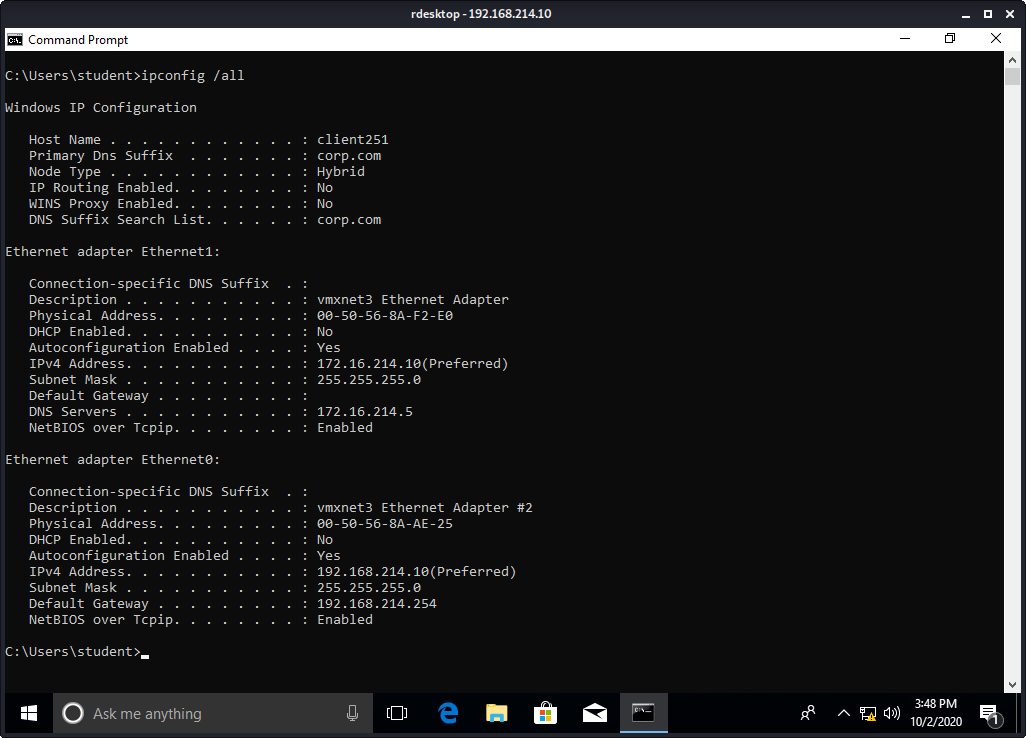 rdesktop - 192.168.214.10
Command Prompt
C:\Users\student>ipconfig /all
Windows IP Configuration
Host Name . . . . . . . . . . . . : client251
Primary Dns Suffix  . . . . . . . : corp.com
Node Type . . . . . . . . . . . . : Hybrid
IP Routing Enabled. . . . . . . . : No
WINS Proxy Enabled. . . . . . . . : No
DNS Suffix Search List. . . . . . : corp.com
Ethernet adapter Ethernet1:
Connection-specific DNS Suffix  . :
Description . . . . . . . . . . . : vmxnet3 Ethernet Adapter
Physical Address. . . . . . . . . : 00-50-56-8A-F2-E0
DHCP Enabled. . . . . . . . . . . : No
Autoconfiguration Enabled . . . . : Yes
IPv4 Address. . . . . . . . . . . : 172.16.214.10(Preferred)
Subnet Mask . . . . . . . . . . . : 255.255.255.0
Default Gateway . . . . . . . . . :
DNS Servers . . . . . . . . . . . : 172.16.214.5
NetBIOS over Tcpip. . . . . . . . : Enabled
Ethernet adapter Ethernet0:
Connection-specific DNS Suffix  . :
Description . . . . . . . . . . . : vmxnet3 Ethernet Adapter #2
Physical Address. . . . . . . . . : 00-50-56-8A-AE-25
DHCP Enabled. . . . . . . . . . . : No
Autoconfiguration Enabled . . . . : Yes
IPv4 Address. . . . . . . . . . . : 192.168.214.10(Preferred)
Subnet Mask . . . . . . . . . . . : 255.255.255.0
Default Gateway . . . . . . . . . : 192.168.214.254
NetBIOS over Tcpip. . . . . . . . : Enabled
C:\Users\student>
Ask me anything
3:48 PM
10/2/2020
1